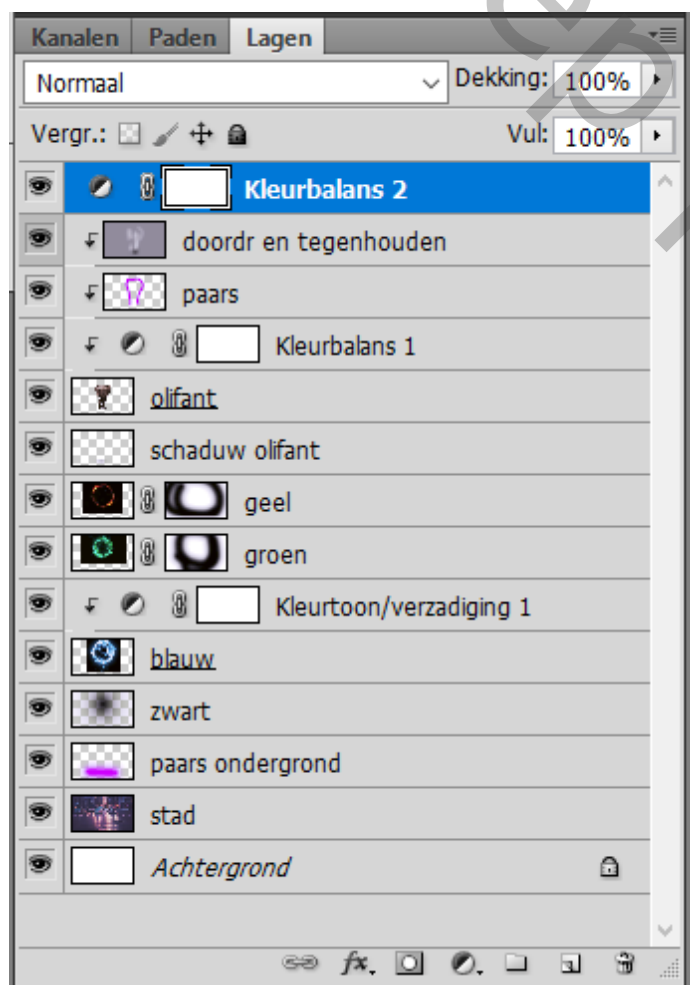 Kanalen Paden Lagen
Normaal Dekking: 100%
Vergr.: Vul: 100%
Kleurbalans 2
doordr en tegenhouden
paars
Kleurbalans 1
olifant
schaduw olifant
geel
groen
Kleurtoon/verzadiging 1
blauw
zwart
paars ondergrond
stad
Achtergrond
fx.